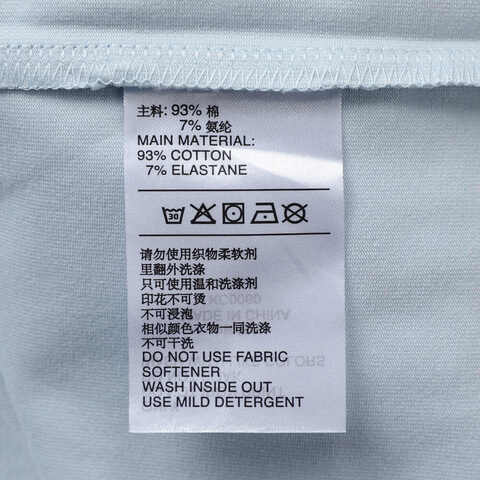 主料: 93% 棉
7% 氨纶
MAIN MATERIAL:
93% COTTON
7% ELASTANE
30
请勿使用织物柔软剂
里翻外洗涤
只可使用温和洗涤剂
印花不可烫
不可浸泡
相似颜色衣物一同洗涤
不可干洗
DO NOT USE FABRIC
SOFTENER
WASH INSIDE OUT
USE MILD DETERGENT